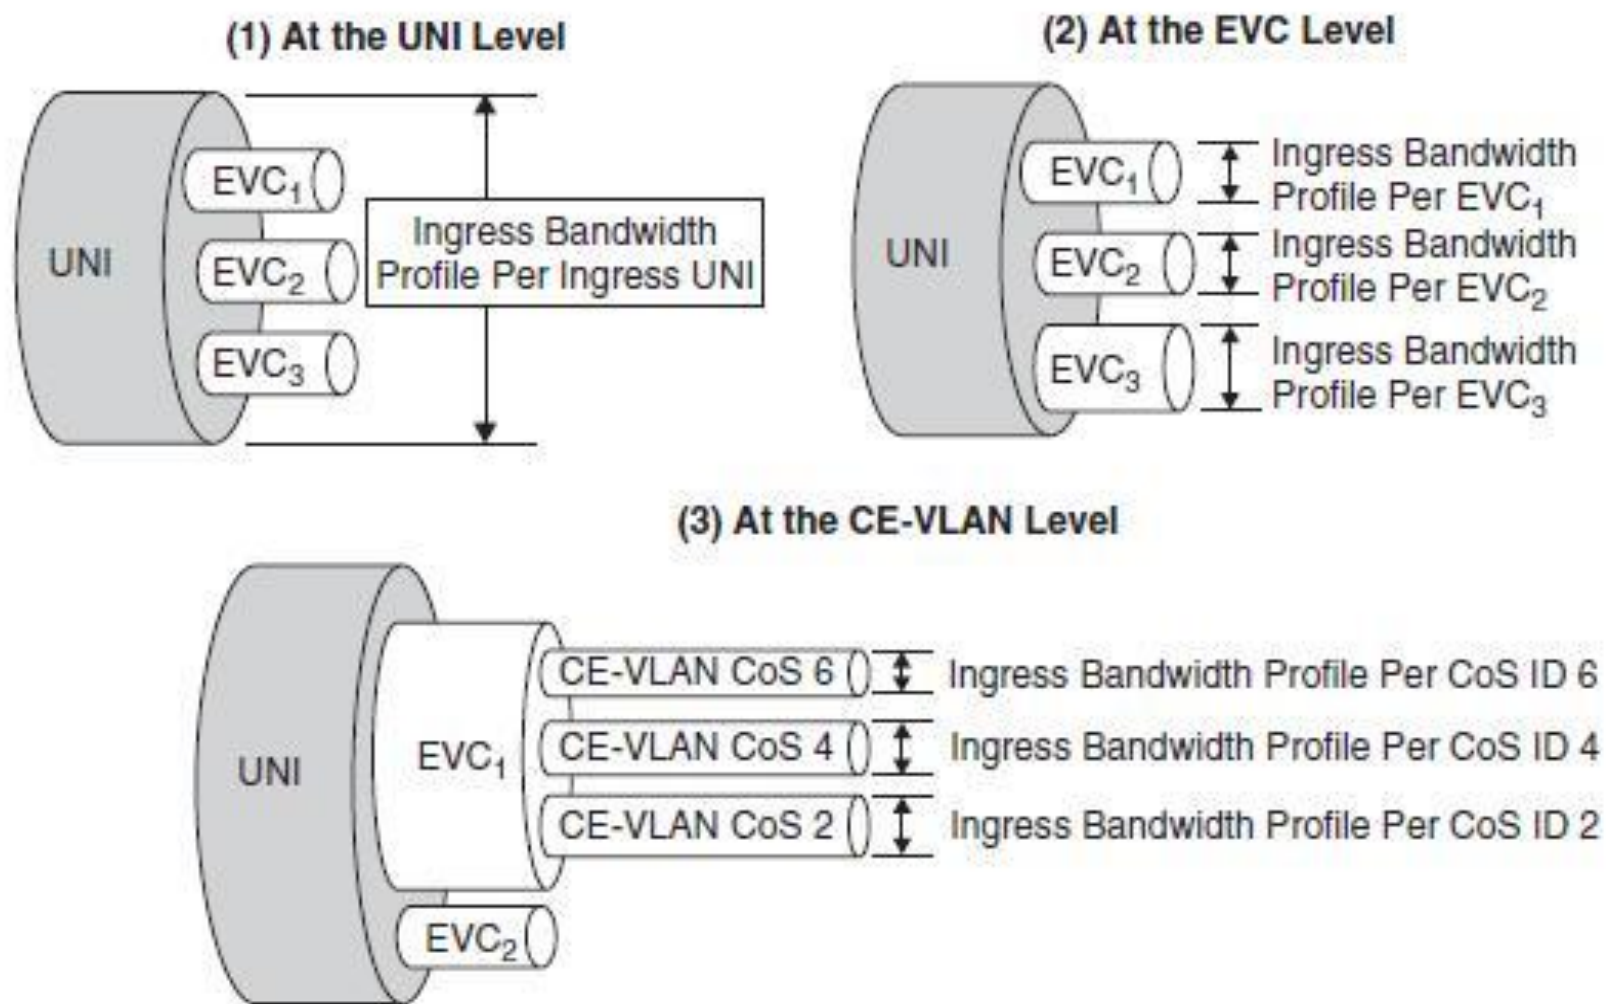 (1) At the UNI Level
UNI
EVC1
EVC2
EVC3
Ingress Bandwidth
Profile Per Ingress UNI
(2) At the EVC Level
UNI
EVC1
EVC2
EVC3
Ingress Bandwidth
Profile Per EVC1
Ingress Bandwidth
Profile Per EVC2
Ingress Bandwidth
Profile Per EVC3
(3) At the CE-VLAN Level
UNI
EVC1
CE-VLAN CoS 6
Ingress Bandwidth Profile Per CoS ID 6
CE-VLAN CoS 4
Ingress Bandwidth Profile Per CoS ID 4
CE-VLAN CoS 2
Ingress Bandwidth Profile Per CoS ID 2
EVC2